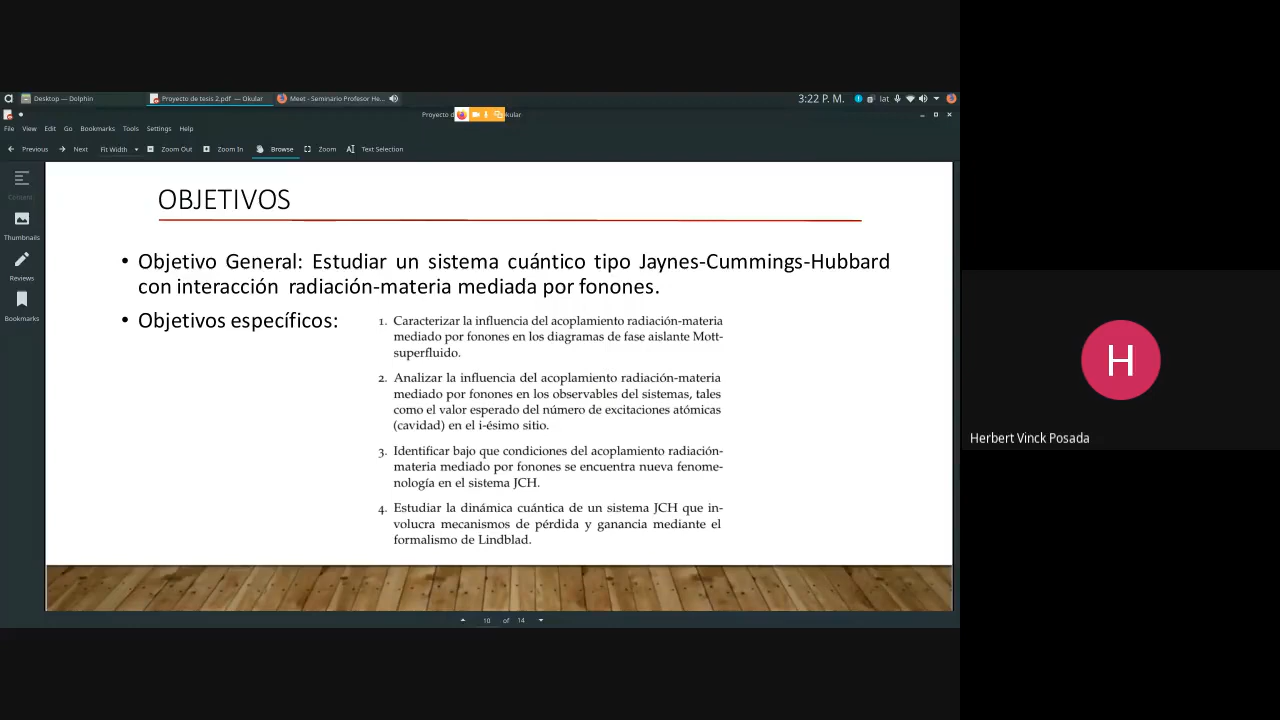 Desktop — Dolphin
Proyecto de tesis 2.pdf — Okular
Meet - Seminario Profesor He...
3:22 P. M.
lat
Proyecto d
kular
File View Edit Go Bookmarks Tools Settings Help
Previous Next Fit Width Zoom Out Zoom In Browse Zoom Text Selection
Thumbnails
Reviews
Bookmarks
OBJETIVOS
• Objetivo General: Estudiar un sistema cuántico tipo Jaynes-Cummings-Hubbard
con interacción radiación-materia mediada por fonones.
• Objetivos específicos:
1. Caracterizar la influencia del acoplamiento radiación-materia
mediado por fonones en los diagramas de fase aislante Mott-
superfluido.
2. Analizar la influencia del acoplamiento radiación-materia
mediado por fonones en los observables del sistemas, tales
como el valor esperado del número de excitaciones atómicas
(cavidad) en el i-ésimo sitio.
3. Identificar bajo que condiciones del acoplamiento radiación-
materia mediado por fonones se encuentra nueva fenome-
nología en el sistema JCH.
4. Estudiar la dinámica cuántica de un sistema JCH que in-
volucra mecanismos de pérdida y ganancia mediante el
formalismo de Lindblad.
10 of 14
H
Herbert Vinck Posada